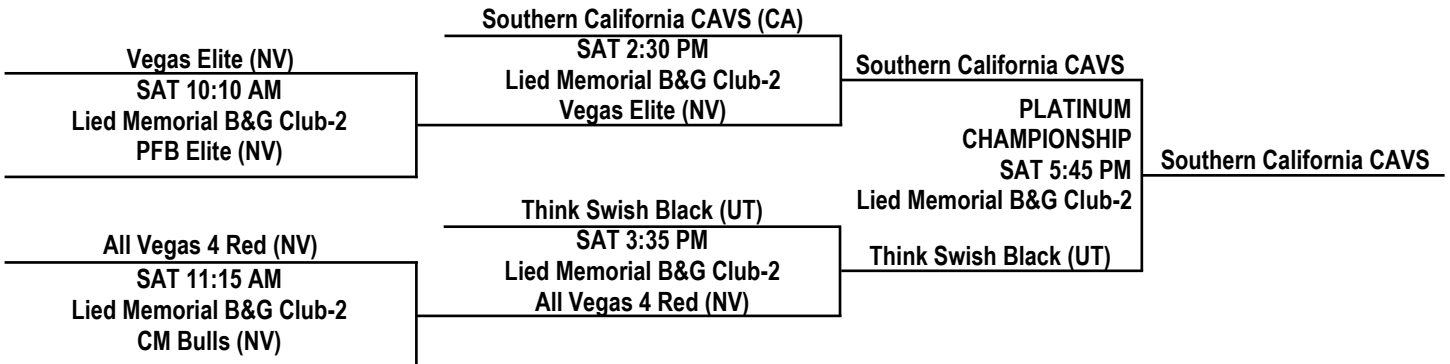 Vegas Elite (NV)
SAT 10:10 AM
Lied Memorial B&G Club-2
PFB Elite (NV)
All Vegas 4 Red (NV)
SAT 11:15 AM
Lied Memorial B&G Club-2
CM Bulls (NV)
Southern California CAVS (CA)
SAT 2:30 PM
Lied Memorial B&G Club-2
Vegas Elite (NV)
Think Swish Black (UT)
SAT 3:35 PM
Lied Memorial B&G Club-2
All Vegas 4 Red (NV)
Southern California CAVS
PLATINUM
CHAMPIONSHIP
SAT 5:45 PM
Lied Memorial B&G Club-2
Think Swish Black (UT)
Southern California CAVS